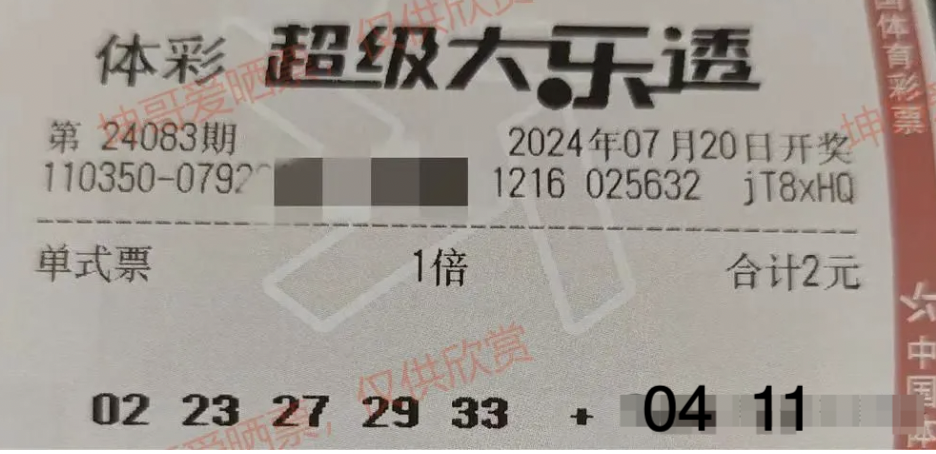 体彩 超级大乐透
第 24083期 2024年07月20日开奖
110350-0792 1216 025632 jT8xHQ
单式票 1倍 合计2元
02 23 27 29 33 + 04 11
坤哥爱晒票，仅供欣赏
坤哥爱晒票，仅供欣赏
坤哥
国体育彩票
中国体